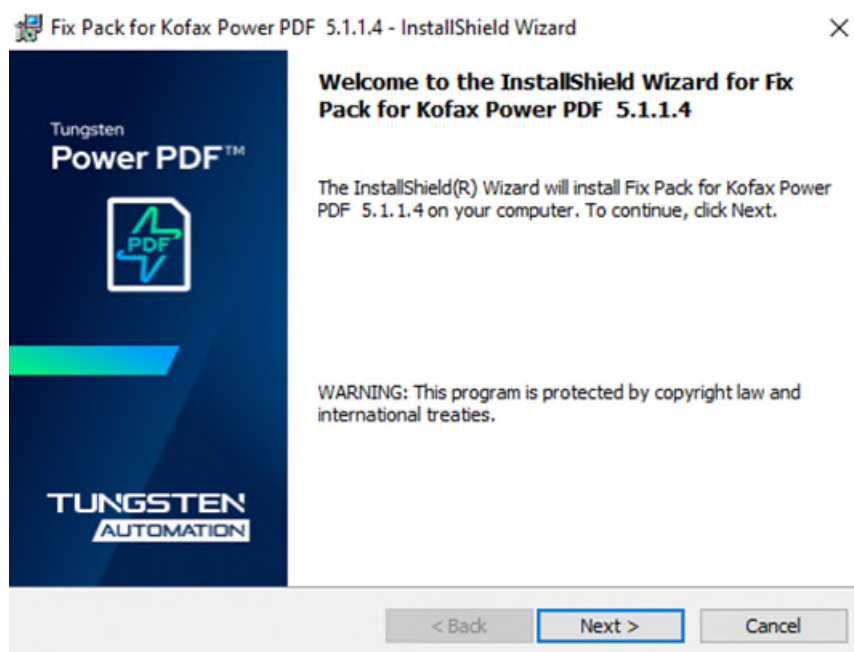 Fix Pack for Kofax Power PDF 5.1.1.4 - InstallShield Wizard
Tungsten
Power PDF™
PDF
TUNGSTEN
AUTOMATION
Welcome to the InstallShield Wizard for Fix
Pack for Kofax Power PDF 5.1.1.4
The InstallShield(R) Wizard will install Fix Pack for Kofax Power
PDF 5.1.1.4 on your computer. To continue, click Next.
WARNING: This program is protected by copyright law and
international treaties.
< Back
Next >
Cancel